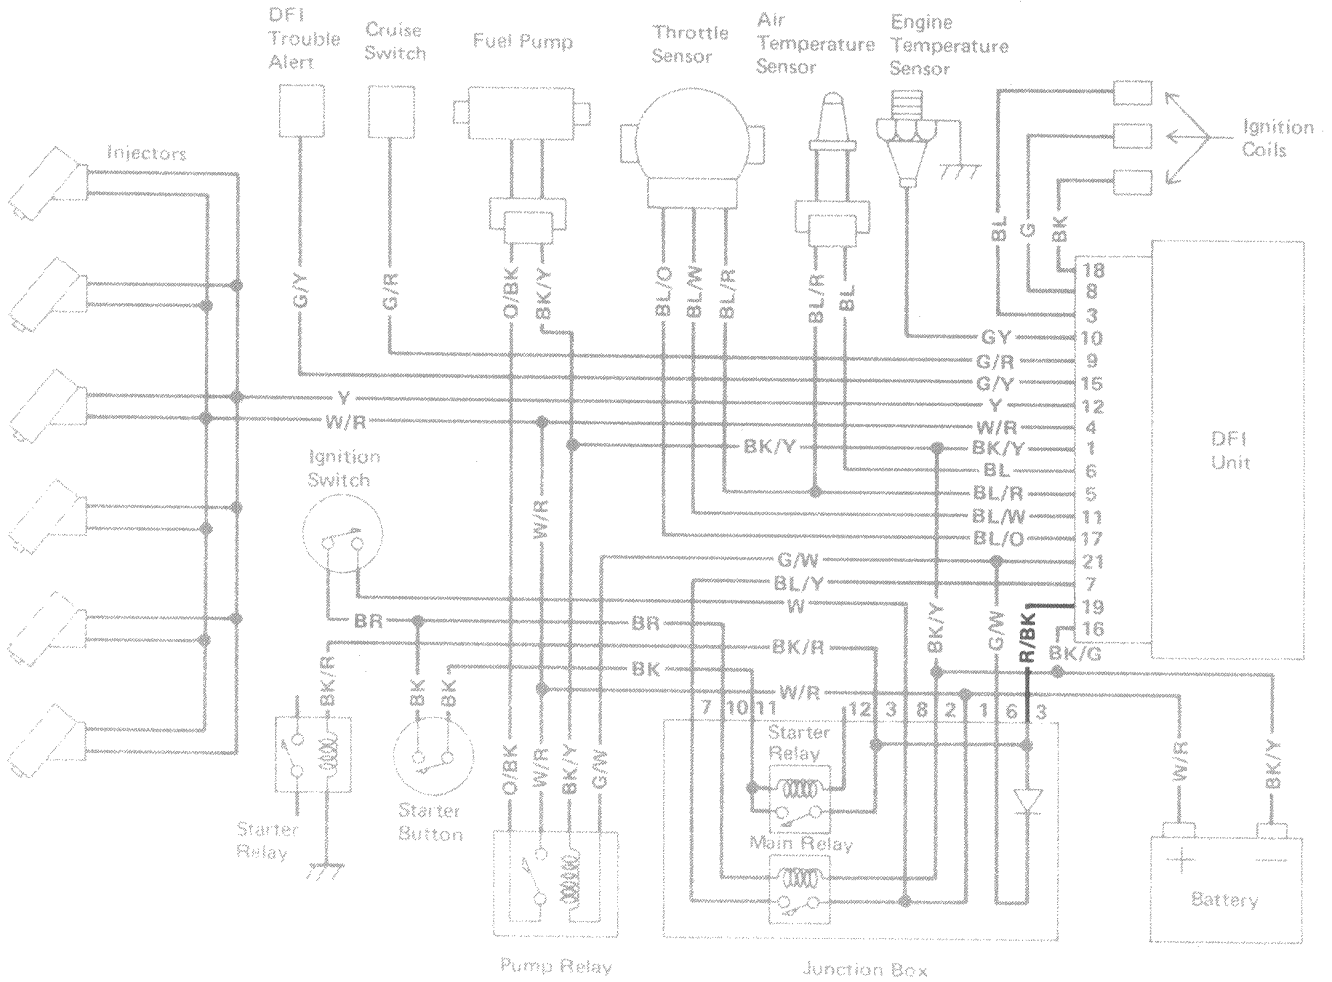 DFI
Trouble
Alert
Cruise
Switch
Fuel Pump
Throttle
Sensor
Air
Temperature
Sensor
Engine
Temperature
Sensor
Ignition
Coils
Injectors
G/Y
G/R
O/BK
BK/Y
BL/O
BL/W
BL/R
BL/R
BL
BL
G
BK
18
8
3
GY 10
G/R 9
G/Y 15
Y Y 12
W/R W/R 4
BK/Y BK/Y 1
BL 6
BL/R 5
BL/W 11
BL/O 17
G/W 21
BL/Y 7
W 19
16
DFI
Unit
Ignition
Switch
W/R
BR BR
BK/R
BK
W/R
BK/R
BK
BK
BK/Y
G/W
R/BK
BK/G
7 10 11 12 3 8 2 1 6 3
Starter
Relay
Main Relay
O/BK
W/R
BK/Y
G/W
W/R
BK/Y
Starter
Relay
Starter
Button
Pump Relay
Junction Box
+ −
Battery